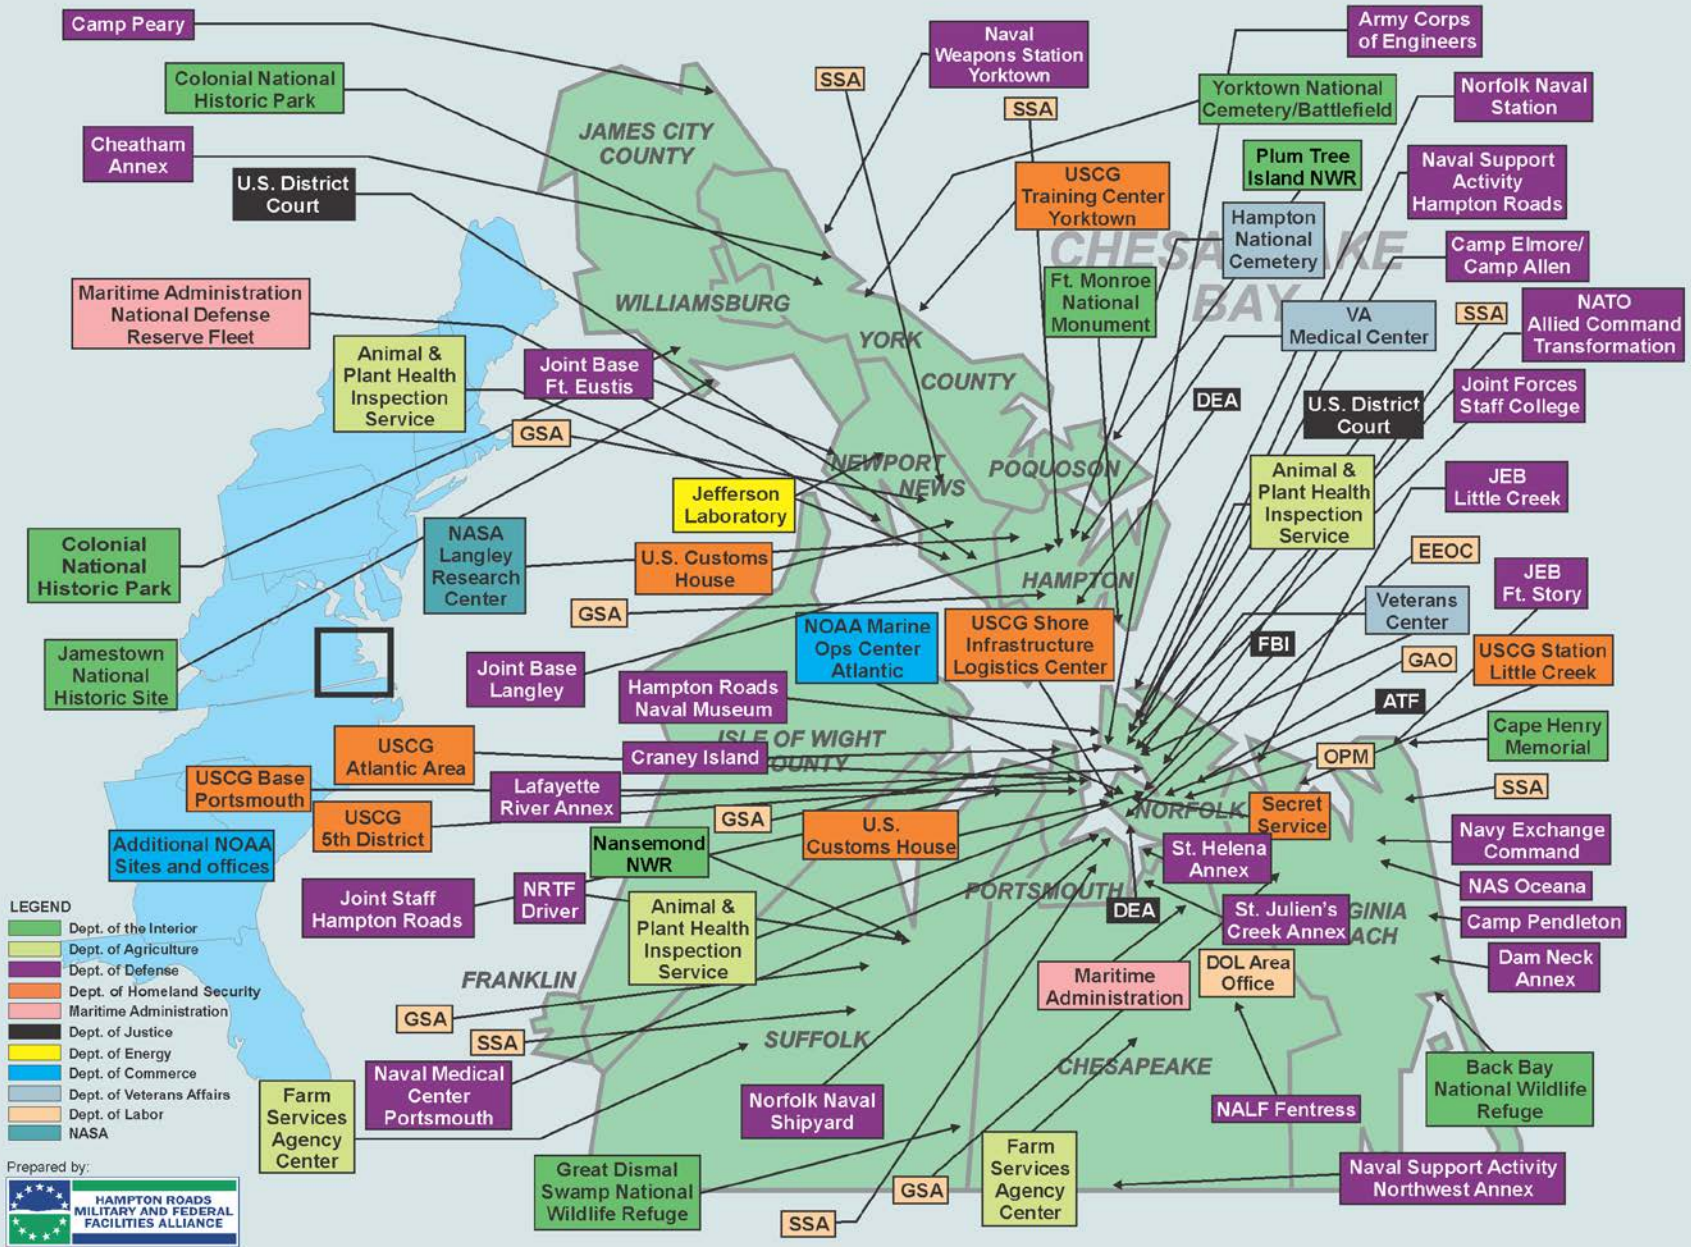 Camp Peary
Colonial National
Historic Park
Cheatham
Annex
U.S. District
Court
Maritime Administration
National Defense
Reserve Fleet
Animal &
Plant Health
Inspection
Service
Joint Base
Ft. Eustis
GSA
Jefferson
Laboratory
NASA
Langley
Research
Center
U.S. Customs
House
GSA
Colonial
National
Historic Park
Jamestown
National
Historic Site
Joint Base
Langley
Hampton Roads
Naval Museum
NOAA Marine
Ops Center
Atlantic
USCG Shore
Infrastructure
Logistics Center
USCG
Atlantic Area
Craney Island
USCG Base
Portsmouth
Lafayette
River Annex
USCG
5th District
GSA
U.S.
Customs House
Additional NOAA
Sites and offices
Nansemond
NWR
Joint Staff
Hampton Roads
NRTF
Driver
Animal &
Plant Health
Inspection
Service
GSA
SSA
Naval Medical
Center
Portsmouth
Farm
Services
Agency
Center
Norfolk Naval
Shipyard
Great Dismal
Swamp National
Wildlife Refuge
SSA
GSA
Farm
Services
Agency
Center
SSA
Naval
Weapons Station
Yorktown
SSA
Army Corps
of Engineers
Yorktown National
Cemetery/Battlefield
Norfolk Naval
Station
USCG
Training Center
Yorktown
Plum Tree
Island NWR
Naval Support
Activity
Hampton Roads
Hampton
National
Cemetery
Camp Elmore/
Camp Allen
Ft. Monroe
National
Monument
VA
Medical Center
SSA
NATO
Allied Command
Transformation
DEA
U.S. District
Court
Joint Forces
Staff College
Animal &
Plant Health
Inspection
Service
JEB
Little Creek
EEOC
JEB
Ft. Story
Veterans
Center
FBI
GAO
USCG Station
Little Creek
ATF
Cape Henry
Memorial
OPM
SSA
Secret
Service
Navy Exchange
Command
St. Helena
Annex
NAS Oceana
DEA
St. Julien's
Creek Annex
Camp Pendleton
Maritime
Administration
DOL Area
Office
Dam Neck
Annex
NALF Fentress
Back Bay
National Wildlife
Refuge
Naval Support Activity
Northwest Annex
JAMES CITY
COUNTY
WILLIAMSBURG
YORK
COUNTY
CHESAPEAKE
BAY
NEWPORT
NEWS
POQUOSON
HAMPTON
ISLE OF WIGHT
OUNTY
NORFOLK
PORTSMOUTH
GINIA
ACH
FRANKLIN
SUFFOLK
CHESAPEAKE
LEGEND
Dept. of the Interior
Dept. of Agriculture
Dept. of Defense
Dept. of Homeland Security
Maritime Administration
Dept. of Justice
Dept. of Energy
Dept. of Commerce
Dept. of Veterans Affairs
Dept. of Labor
NASA
Prepared by:
HAMPTON ROADS
MILITARY AND FEDERAL
FACILITIES ALLIANCE